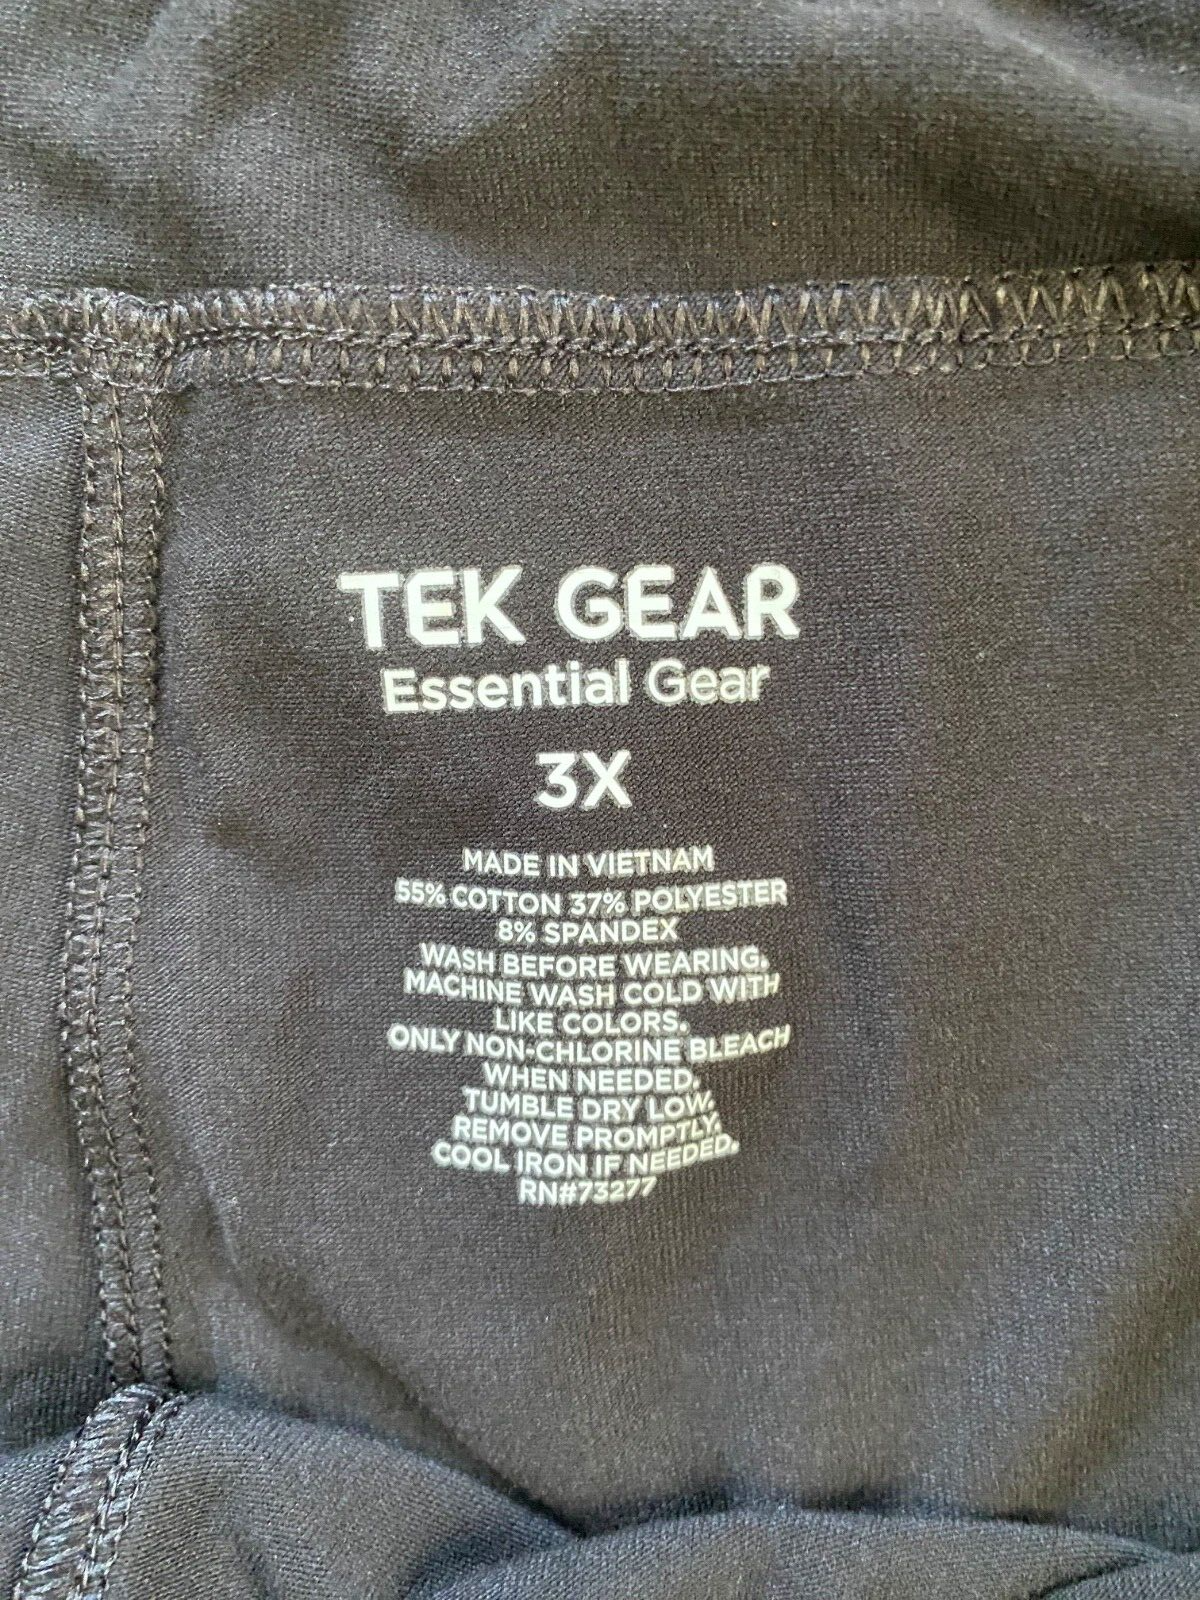 TEK GEAR
Essential Gear
3X
MADE IN VIETNAM
55% COTTON 37% POLYESTER
8% SPANDEX
WASH BEFORE WEARING.
MACHINE WASH COLD WITH
LIKE COLORS.
ONLY NON-CHLORINE BLEACH
WHEN NEEDED.
TUMBLE DRY LOW.
REMOVE PROMPTLY.
COOL IRON IF NEEDED.
RN#73277